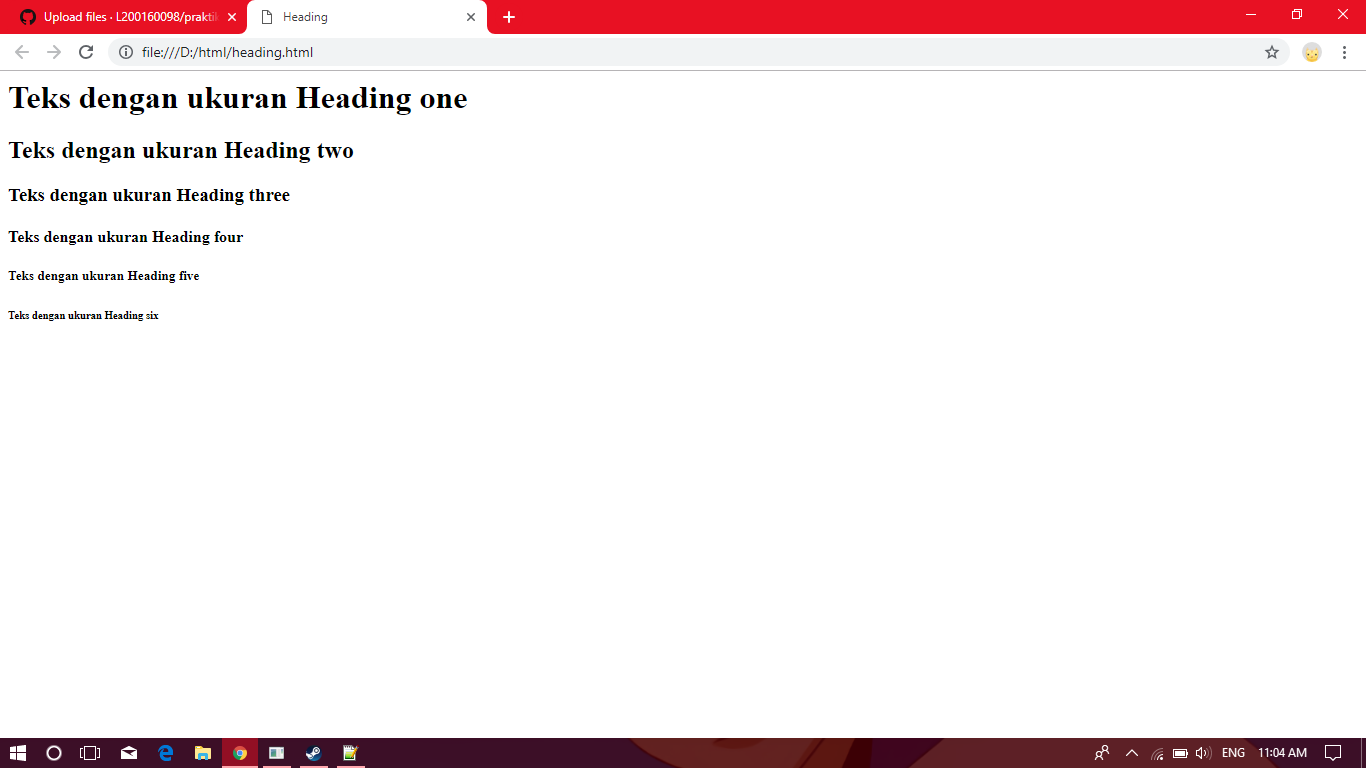 Upload files · L200160098/prakti
Heading
file:///D:/html/heading.html
Teks dengan ukuran Heading one
Teks dengan ukuran Heading two
Teks dengan ukuran Heading three
Teks dengan ukuran Heading four
Teks dengan ukuran Heading five
Teks dengan ukuran Heading six
ENG
11:04 AM